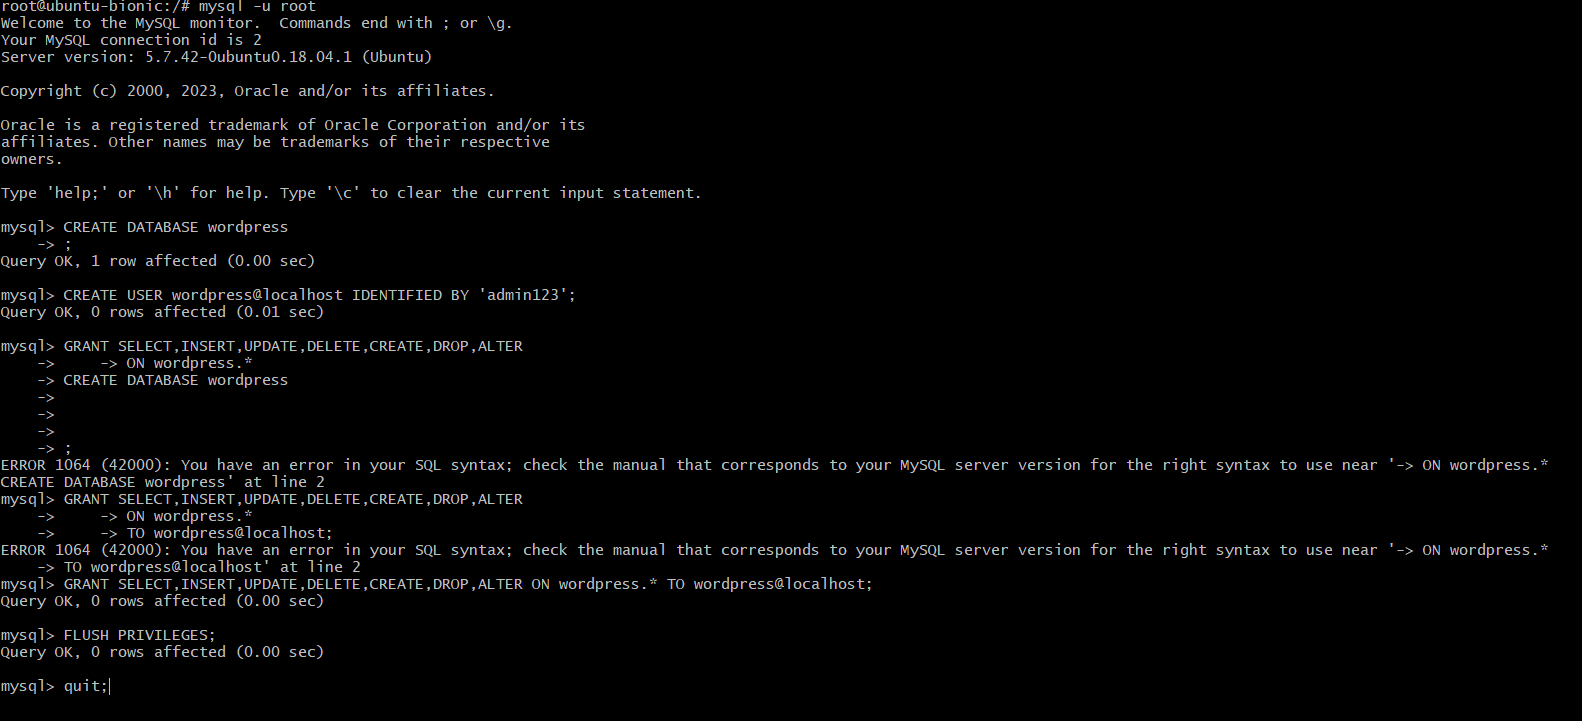 root@ubuntu-bionic:/# mysql -u root
Welcome to the MySQL monitor.  Commands end with ; or \g.
Your MySQL connection id is 2
Server version: 5.7.42-0ubuntu0.18.04.1 (Ubuntu)

Copyright (c) 2000, 2023, Oracle and/or its affiliates.

Oracle is a registered trademark of Oracle Corporation and/or its
affiliates. Other names may be trademarks of their respective
owners.

Type 'help;' or '\h' for help. Type '\c' to clear the current input statement.

mysql> CREATE DATABASE wordpress
    -> ;
Query OK, 1 row affected (0.00 sec)

mysql> CREATE USER wordpress@localhost IDENTIFIED BY 'admin123';
Query OK, 0 rows affected (0.01 sec)

mysql> GRANT SELECT,INSERT,UPDATE,DELETE,CREATE,DROP,ALTER
    ->     -> ON wordpress.*
    -> CREATE DATABASE wordpress
    ->
    ->
    ->
    -> ;
ERROR 1064 (42000): You have an error in your SQL syntax; check the manual that corresponds to your MySQL server version for the right syntax to use near '-> ON wordpress.*
CREATE DATABASE wordpress' at line 2
mysql> GRANT SELECT,INSERT,UPDATE,DELETE,CREATE,DROP,ALTER
    ->     -> ON wordpress.*
    ->     -> TO wordpress@localhost;
ERROR 1064 (42000): You have an error in your SQL syntax; check the manual that corresponds to your MySQL server version for the right syntax to use near '-> ON wordpress.*
    -> TO wordpress@localhost' at line 2
mysql> GRANT SELECT,INSERT,UPDATE,DELETE,CREATE,DROP,ALTER ON wordpress.* TO wordpress@localhost;
Query OK, 0 rows affected (0.00 sec)

mysql> FLUSH PRIVILEGES;
Query OK, 0 rows affected (0.00 sec)

mysql> quit;